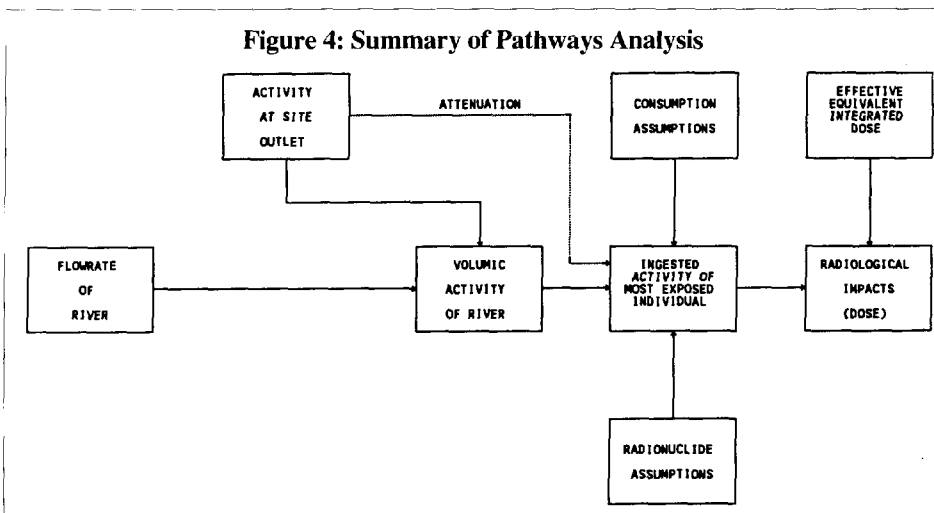 Figure 4: Summary of Pathways Analysis
ACTIVITY
AT SITE
OUTLET
ATTENUATION
CONSUMPTION
ASSUMPTIONS
EFFECTIVE
EQUIVALENT
INTEGRATED
DOSE
FLOWRATE
OF
RIVER
VOLUMIC
ACTIVITY
OF RIVER
INGESTED
ACTIVITY OF
MOST EXPOSED
INDIVIDUAL
RADIOLOGICAL
IMPACTS
(DOSE)
RADIONUCLIDE
ASSUMPTIONS